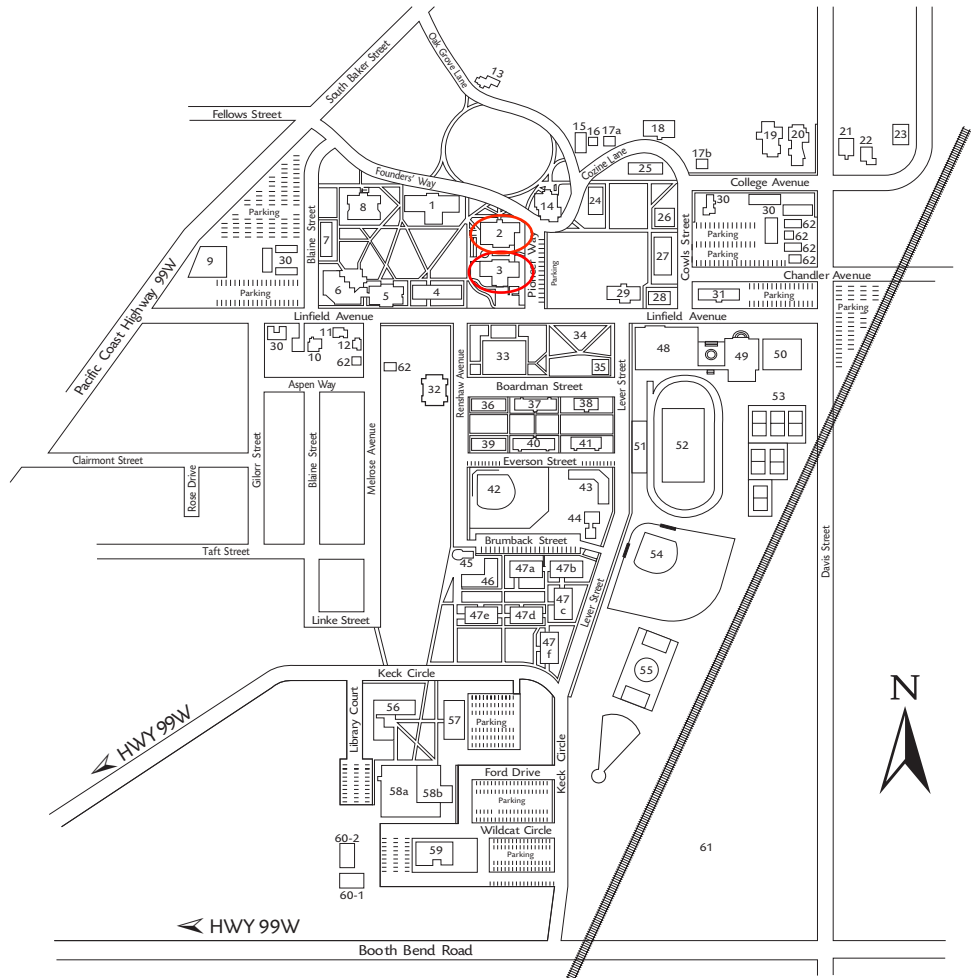 Oak Grove Lane
13
South Baker Street
Fellows Street
15
16
17a
18
19
20
21
22
23
17b
Cozine Lane
25
College Avenue
Founders' Way
Parking
8
1
14
24
26
30
30
62
62
62
Parking
Parking
2
7
Blaine Street
27
Cowls Street
Pacific Coast Highway 99W
9
30
Parking
6
5
4
3
Pioneer Way
Parking
29
28
31
Parking
Chandler Avenue
Parking
Linfield Avenue
Linfield Avenue
30
11
10
12
62
62
33
34
35
48
49
50
Aspen Way
32
Renshaw Avenue
Boardman Street
Lever Street
36
37
38
39
40
41
51
52
53
Everson Street
Clairmont Street
Rose Drive
Gilorr Street
Blaine Street
Melrose Avenue
42
43
44
Brumback Street
Taft Street
45
46
47a
47b
47
c
47e
47d
47
f
Lever Street
54
Davis Street
Linke Street
55
Keck Circle
HWY 99W
Library Court
56
57
Parking
Keck Circle
N
Ford Drive
58a
58b
Parking
Wildcat Circle
59
Parking
60-2
60-1
61
HWY 99W
Booth Bend Road